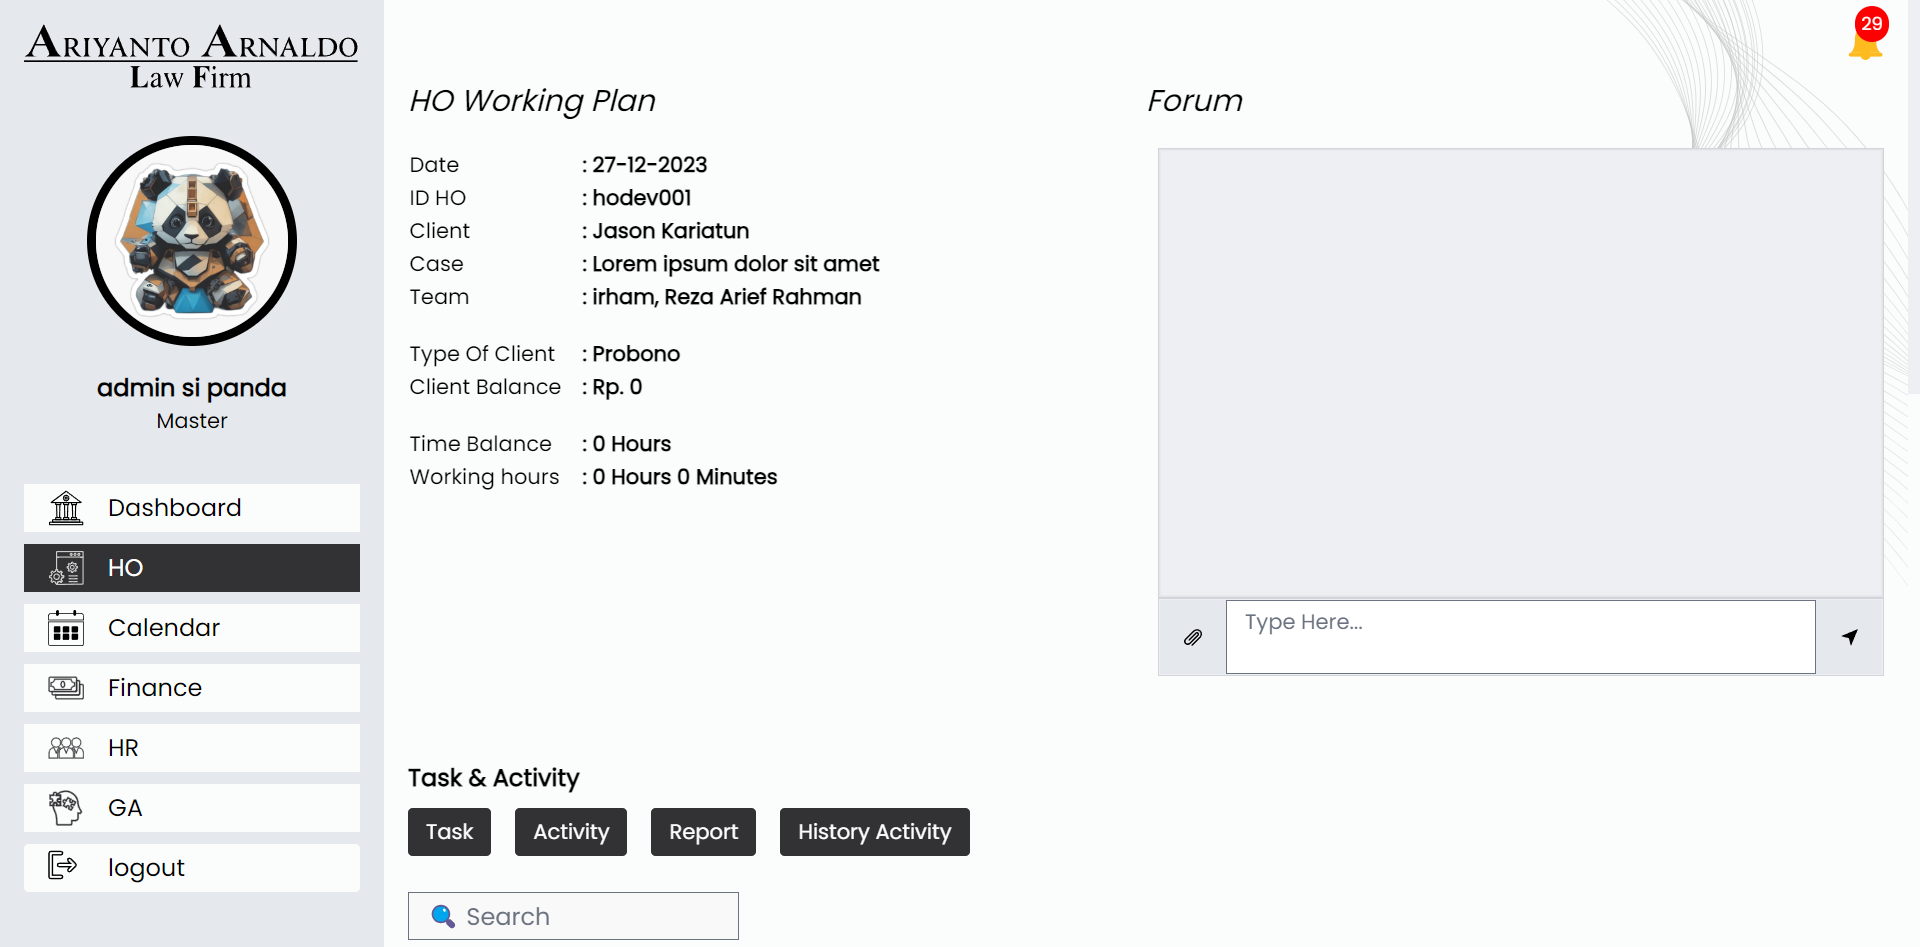 ARIYANTO ARNALDO
Law Firm
admin si panda
Master
Dashboard
HO
Calendar
Finance
HR
GA
logout
29
HO Working Plan
Date : 27-12-2023
ID HO : hodev001
Client : Jason Kariatun
Case : Lorem ipsum dolor sit amet
Team : irham, Reza Arief Rahman
Type Of Client : Probono
Client Balance : Rp. 0
Time Balance : 0 Hours
Working hours : 0 Hours 0 Minutes
Forum
Type Here...
Task & Activity
Task Activity Report History Activity
Search